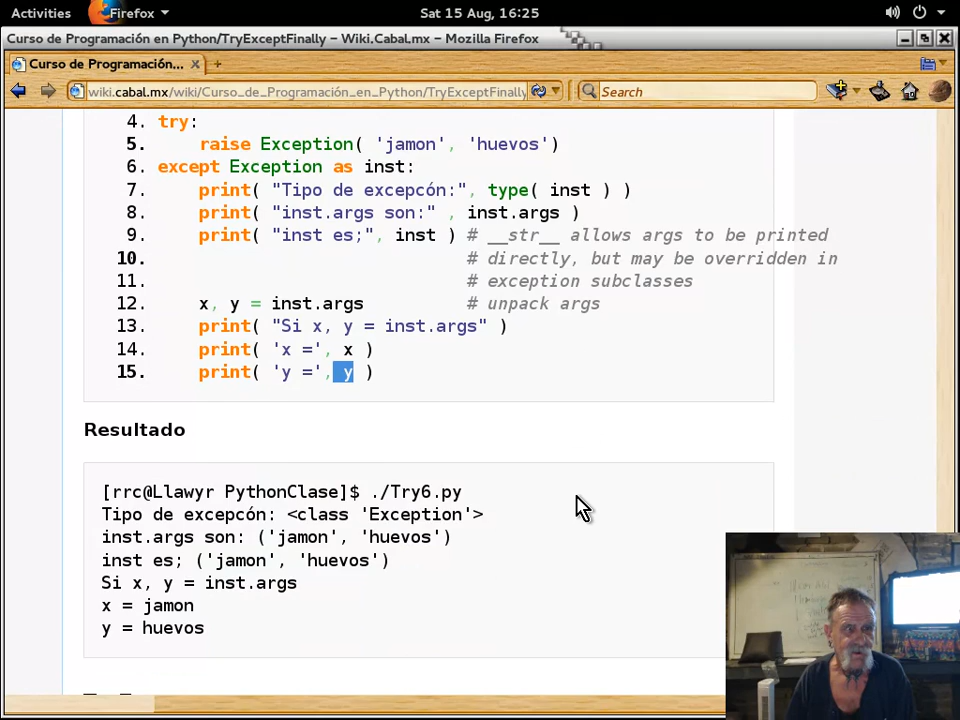 Activities Firefox Sat 15 Aug, 16:25
Curso de Programación en Python/TryExceptFinally - Wiki.Cabal.mx - Mozilla Firefox
Curso de Programación...
wiki.cabal.mx/wiki/Curso_de_Programación_en_Python/TryExceptFinally Search
4. try:
5. raise Exception( 'jamon', 'huevos')
6. except Exception as inst:
7. print( "Tipo de excepcón:", type( inst ) )
8. print( "inst.args son:" , inst.args )
9. print( "inst es;", inst ) # __str__ allows args to be printed
10. # directly, but may be overridden in
11. # exception subclasses
12. x, y = inst.args # unpack args
13. print( "Si x, y = inst.args" )
14. print( 'x =', x )
15. print( 'y =', y )
Resultado
[rrc@Llawyr PythonClase]$ ./Try6.py
Tipo de excepcón: <class 'Exception'>
inst.args son: ('jamon', 'huevos')
inst es; ('jamon', 'huevos')
Si x, y = inst.args
x = jamon
y = huevos